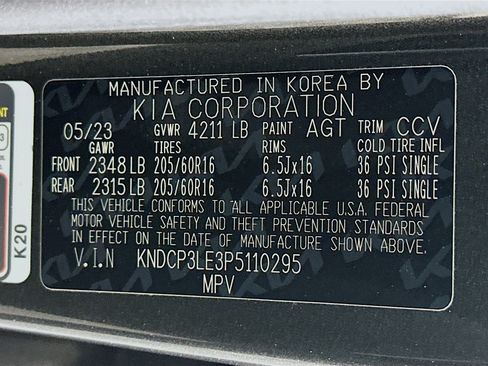 MANUFACTURED IN KOREA BY
KIA CORPORATION
05/23 GVWR 4211 LB PAINT AGT TRIM CCV
GAWR TIRES RIMS COLD TIRE INFL
FRONT 2348 LB 205/60R16 6.5Jx16 36 PSI SINGLE
REAR 2315 LB 205/60R16 6.5Jx16 36 PSI SINGLE
THIS VEHICLE CONFORMS TO ALL APPLICABLE U.S.A. FEDERAL
MOTOR VEHICLE SAFETY AND THEFT PREVENTION STANDARDS
IN EFFECT ON THE DATE OF MANUFACTURE SHOWN ABOVE.
V.I.N KNDCP3LE3P5110295
MPV
K20